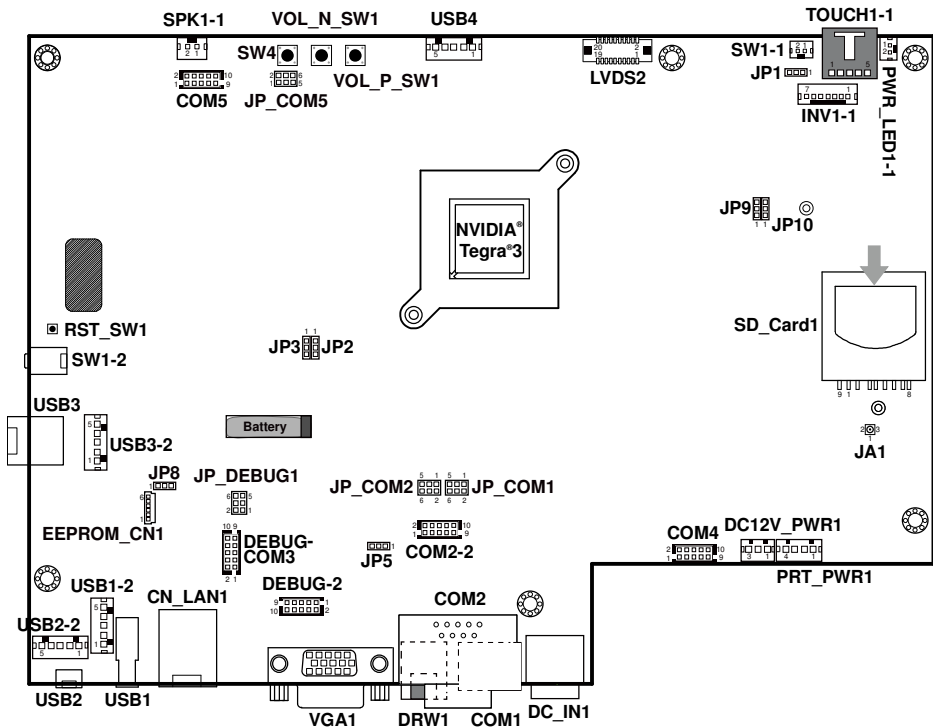 SPK1-1
VOL_N_SW1
USB4
TOUCH1-1
SW4
VOL_P_SW1
LVDS2
SW1-1
JP1
PWR_LED1-1
COM5
JP_COM5
INV1-1
NVIDIA®
Tegra®3
JP9
JP10
RST_SW1
SW1-2
JP3
JP2
SD_Card1
USB3
USB3-2
Battery
JA1
JP8
JP_DEBUG1
JP_COM2
JP_COM1
EEPROM_CN1
DEBUG-
COM3
JP5
COM2-2
COM4
DC12V_PWR1
PRT_PWR1
DEBUG-2
USB1-2
CN_LAN1
COM2
USB2-2
USB2
USB1
VGA1
DRW1
COM1
DC_IN1